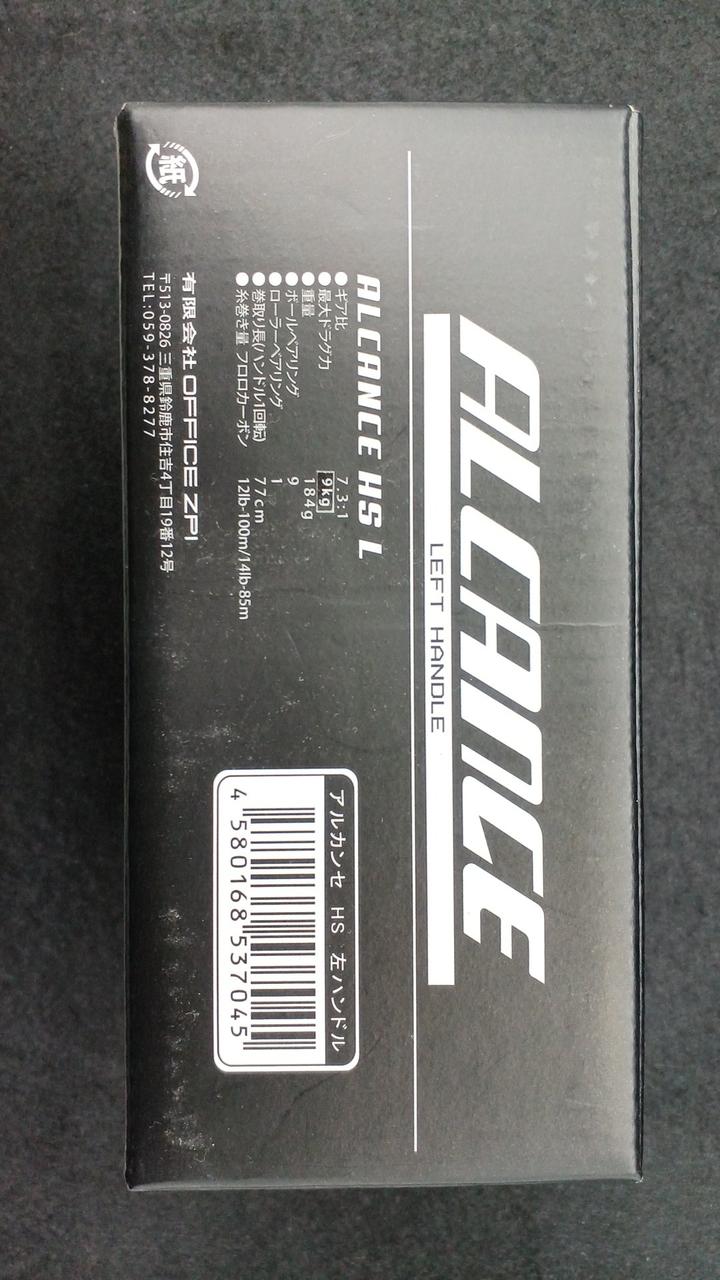 ALCANCE
LEFT HANDLE
ALCANCE HS L
●ギア比 7.3:1
●最大ドラグ力 9kg
●重量 184g
●ボールベアリング 9
●ローラーベアリング 1
●巻取り長(ハンドル1回転) 77cm
●糸巻き量 フロロカーボン 12lb-100m/14lb-85m
有限会社 OFFICE ZPI
〒513-0826 三重県鈴鹿市住吉4丁目19番12号
TEL:059-378-8277
紙
アルカンセ HS 左ハンドル
4 580168 537045